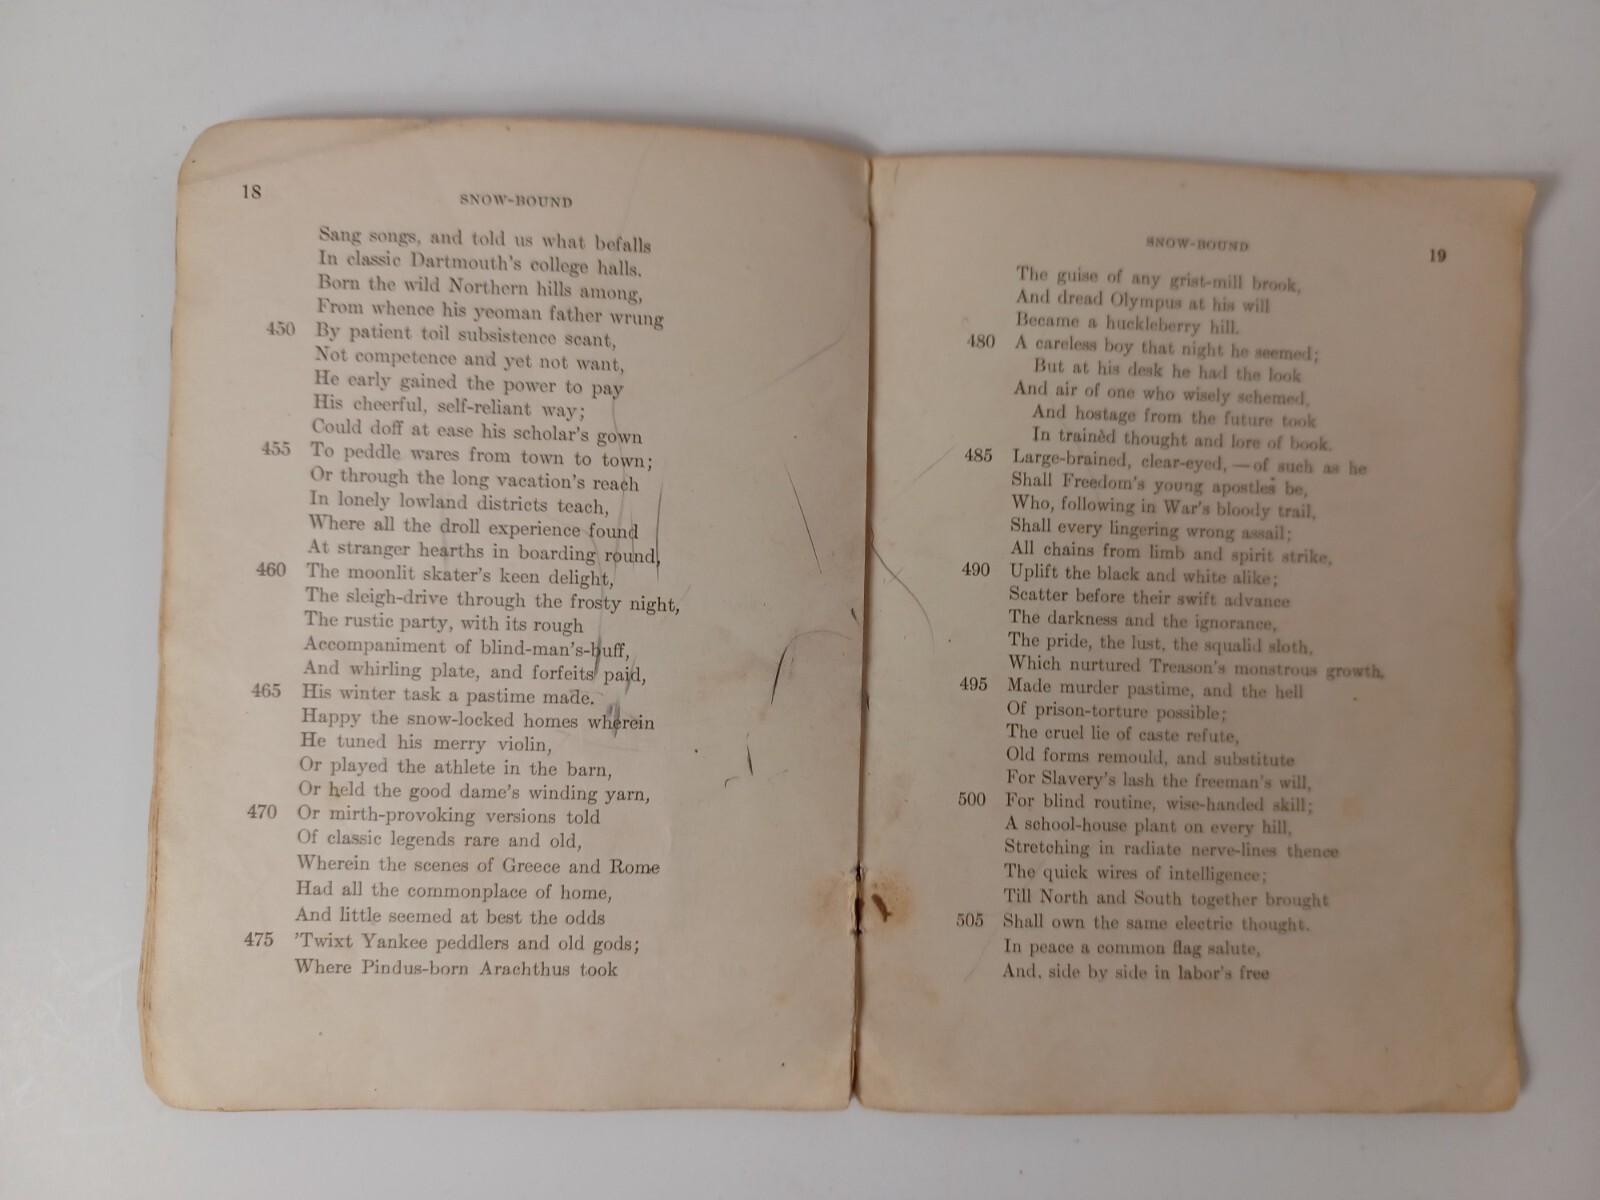 18
SNOW-BOUND
Sang songs, and told us what befalls
In classic Dartmouth's college halls.
Born the wild Northern hills among,
From whence his yeoman father wrung
450 By patient toil subsistence scant,
Not competence and yet not want,
He early gained the power to pay
His cheerful, self-reliant way;
Could doff at ease his scholar's gown
455 To peddle wares from town to town;
Or through the long vacation's reach
In lonely lowland districts teach,
Where all the droll experience found
At stranger hearths in boarding round,
460 The moonlit skater's keen delight,
The sleigh-drive through the frosty night,
The rustic party, with its rough
Accompaniment of blind-man's-buff,
And whirling plate, and forfeits paid,
465 His winter task a pastime made.
Happy the snow-locked homes wherein
He tuned his merry violin,
Or played the athlete in the barn,
Or held the good dame's winding yarn,
470 Or mirth-provoking versions told
Of classic legends rare and old,
Wherein the scenes of Greece and Rome
Had all the commonplace of home,
And little seemed at best the odds
475 'Twixt Yankee peddlers and old gods;
Where Pindus-born Arachthus took
SNOW-BOUND
19
The guise of any grist-mill brook,
And dread Olympus at his will
Became a huckleberry hill.
480 A careless boy that night he seemed;
But at his desk he had the look
And air of one who wisely schemed,
And hostage from the future took
In trainèd thought and lore of book.
485 Large-brained, clear-eyed, — of such as he
Shall Freedom's young apostles be,
Who, following in War's bloody trail,
Shall every lingering wrong assail;
All chains from limb and spirit strike,
490 Uplift the black and white alike;
Scatter before their swift advance
The darkness and the ignorance,
The pride, the lust, the squalid sloth,
Which nurtured Treason's monstrous growth,
495 Made murder pastime, and the hell
Of prison-torture possible;
The cruel lie of caste refute,
Old forms remould, and substitute
For Slavery's lash the freeman's will,
500 For blind routine, wise-handed skill;
A school-house plant on every hill,
Stretching in radiate nerve-lines thence
The quick wires of intelligence;
Till North and South together brought
505 Shall own the same electric thought.
In peace a common flag salute,
And, side by side in labor's free